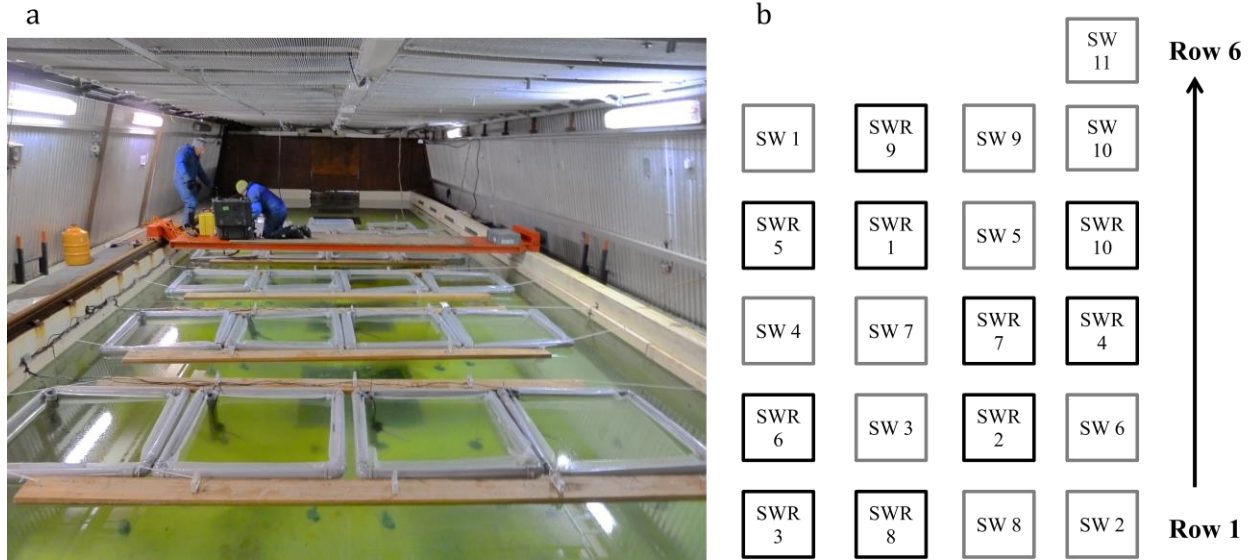 a
b
SW
11
Row 6
SW 1
SWR
9
SW 9
SW
10
SWR
5
SWR
1
SW 5
SWR
10
SW 4
SW 7
SWR
7
SWR
4
SWR
6
SW 3
SWR
2
SW 6
SWR
3
SWR
8
SW 8
SW 2
Row 1